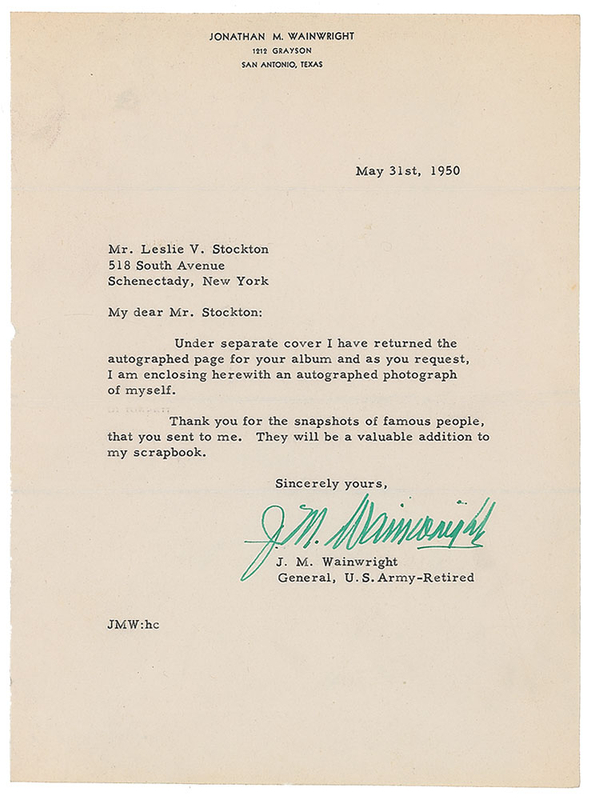 JONATHAN M. WAINWRIGHT
1212 GRAYSON
SAN ANTONIO, TEXAS
May 31st, 1950
Mr. Leslie V. Stockton
518 South Avenue
Schenectady, New York
My dear Mr. Stockton:
Under separate cover I have returned the
autographed page for your album and as you request,
I am enclosing herewith an autographed photograph
of myself.
Thank you for the snapshots of famous people,
that you sent to me. They will be a valuable addition to
my scrapbook.
Sincerely yours,
J. M. Wainwright
J. M. Wainwright
General, U.S. Army-Retired
JMW:hc